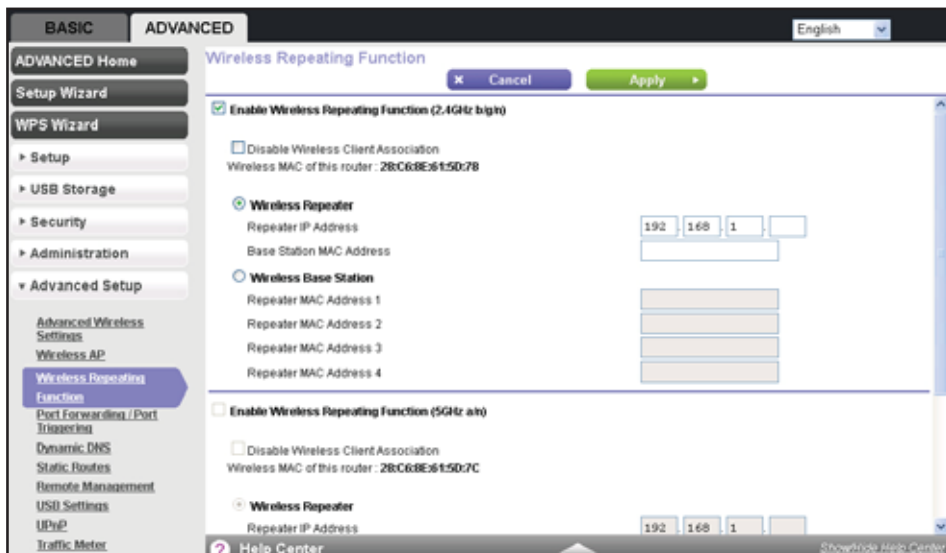 BASIC
ADVANCED
English
ADVANCED Home
Setup Wizard
WPS Wizard
Setup
USB Storage
Security
Administration
Advanced Setup
Advanced Wireless
Settings
Wireless AP
Wireless Repeating
Function
Port Forwarding / Port
Triggering
Dynamic DNS
Static Routes
Remote Management
USB Settings
UPnP
Traffic Meter
Wireless Repeating Function
Cancel
Apply
Enable Wireless Repeating Function (2.4GHz b/g/n)
Disable Wireless Client Association
Wireless MAC of this router : 28:C6:8E:61:5D:78
Wireless Repeater
Repeater IP Address 192 . 168 . 1 .
Base Station MAC Address
Wireless Base Station
Repeater MAC Address 1
Repeater MAC Address 2
Repeater MAC Address 3
Repeater MAC Address 4
Enable Wireless Repeating Function (5GHz a/n)
Disable Wireless Client Association
Wireless MAC of this router : 28:C6:8E:61:5D:7C
Wireless Repeater
Repeater IP Address 192 . 168 . 1 .
? Help Center
Show/Hide Help Center